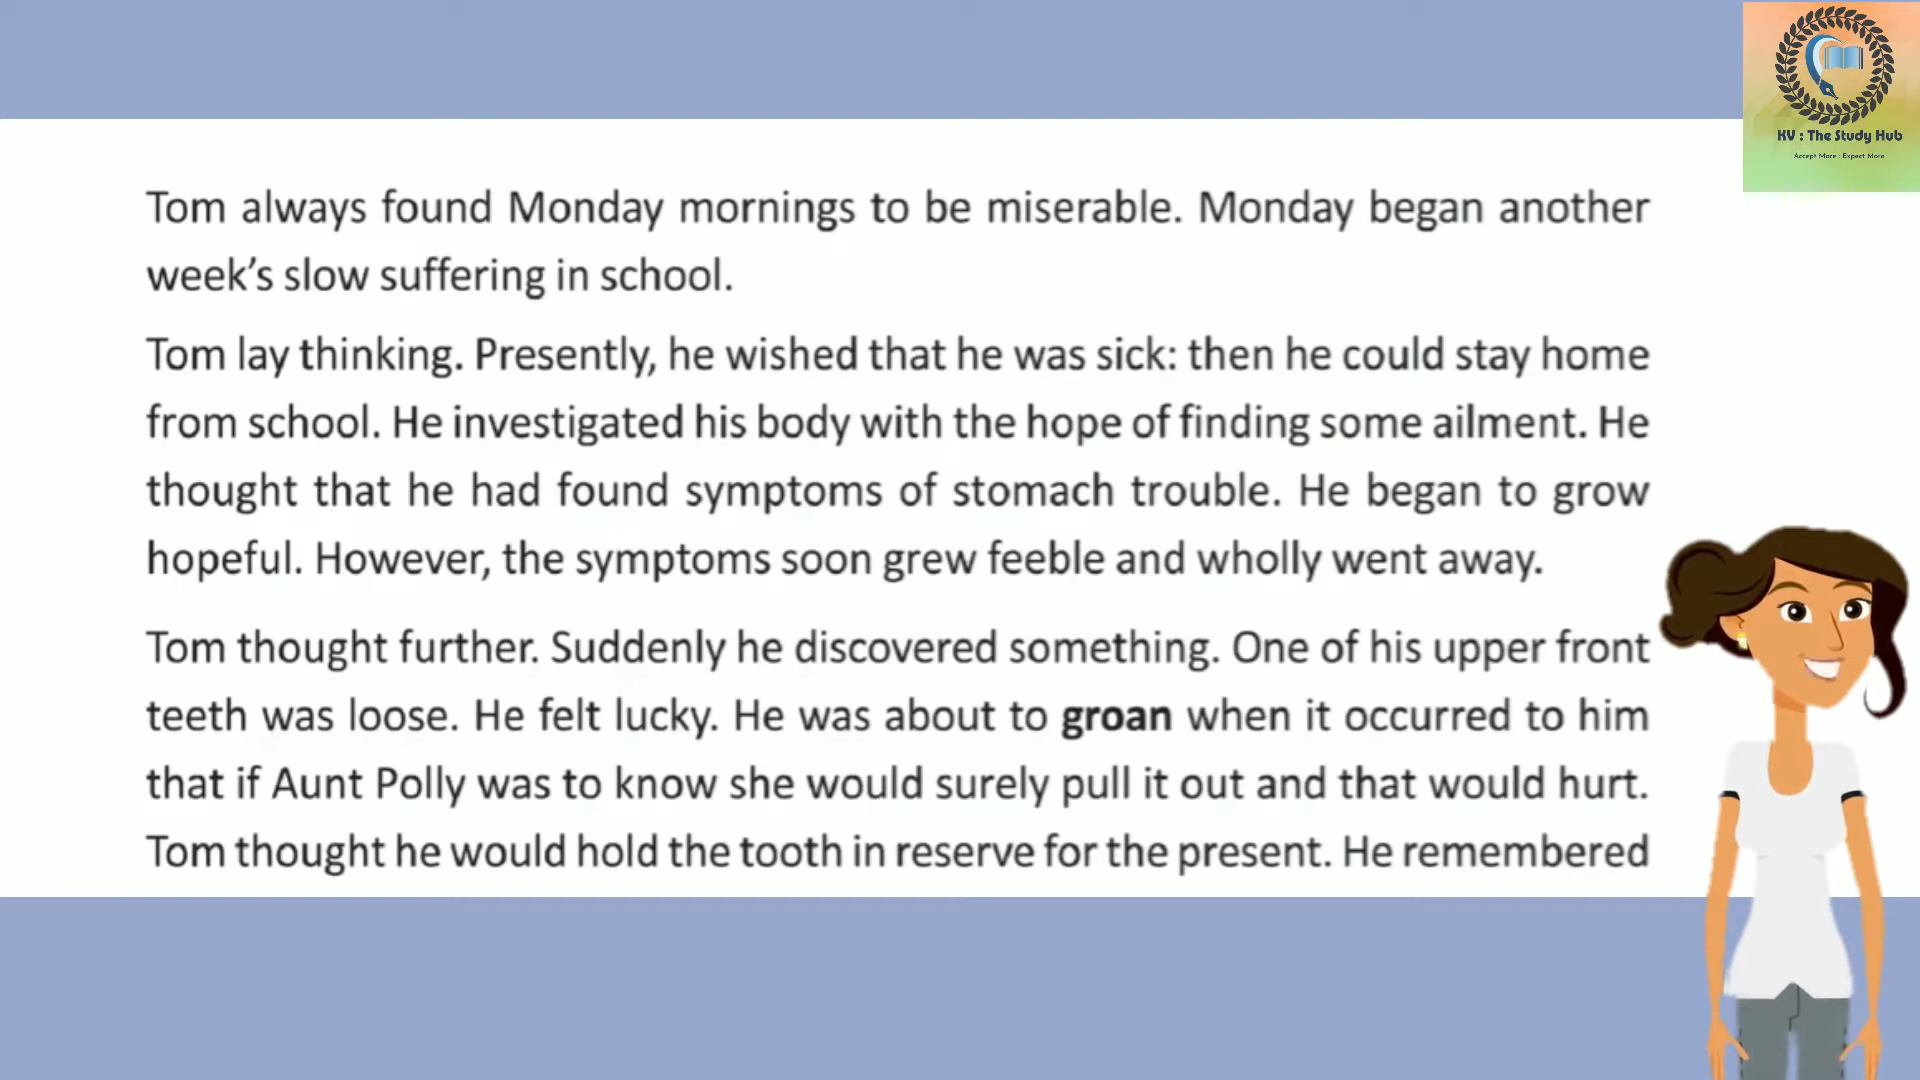 KV : The Study Hub
Accept More : Expect More
Tom always found Monday mornings to be miserable. Monday began another
week’s slow suffering in school.
Tom lay thinking. Presently, he wished that he was sick: then he could stay home
from school. He investigated his body with the hope of finding some ailment. He
thought that he had found symptoms of stomach trouble. He began to grow
hopeful. However, the symptoms soon grew feeble and wholly went away.
Tom thought further. Suddenly he discovered something. One of his upper front
teeth was loose. He felt lucky. He was about to groan when it occurred to him
that if Aunt Polly was to know she would surely pull it out and that would hurt.
Tom thought he would hold the tooth in reserve for the present. He remembered